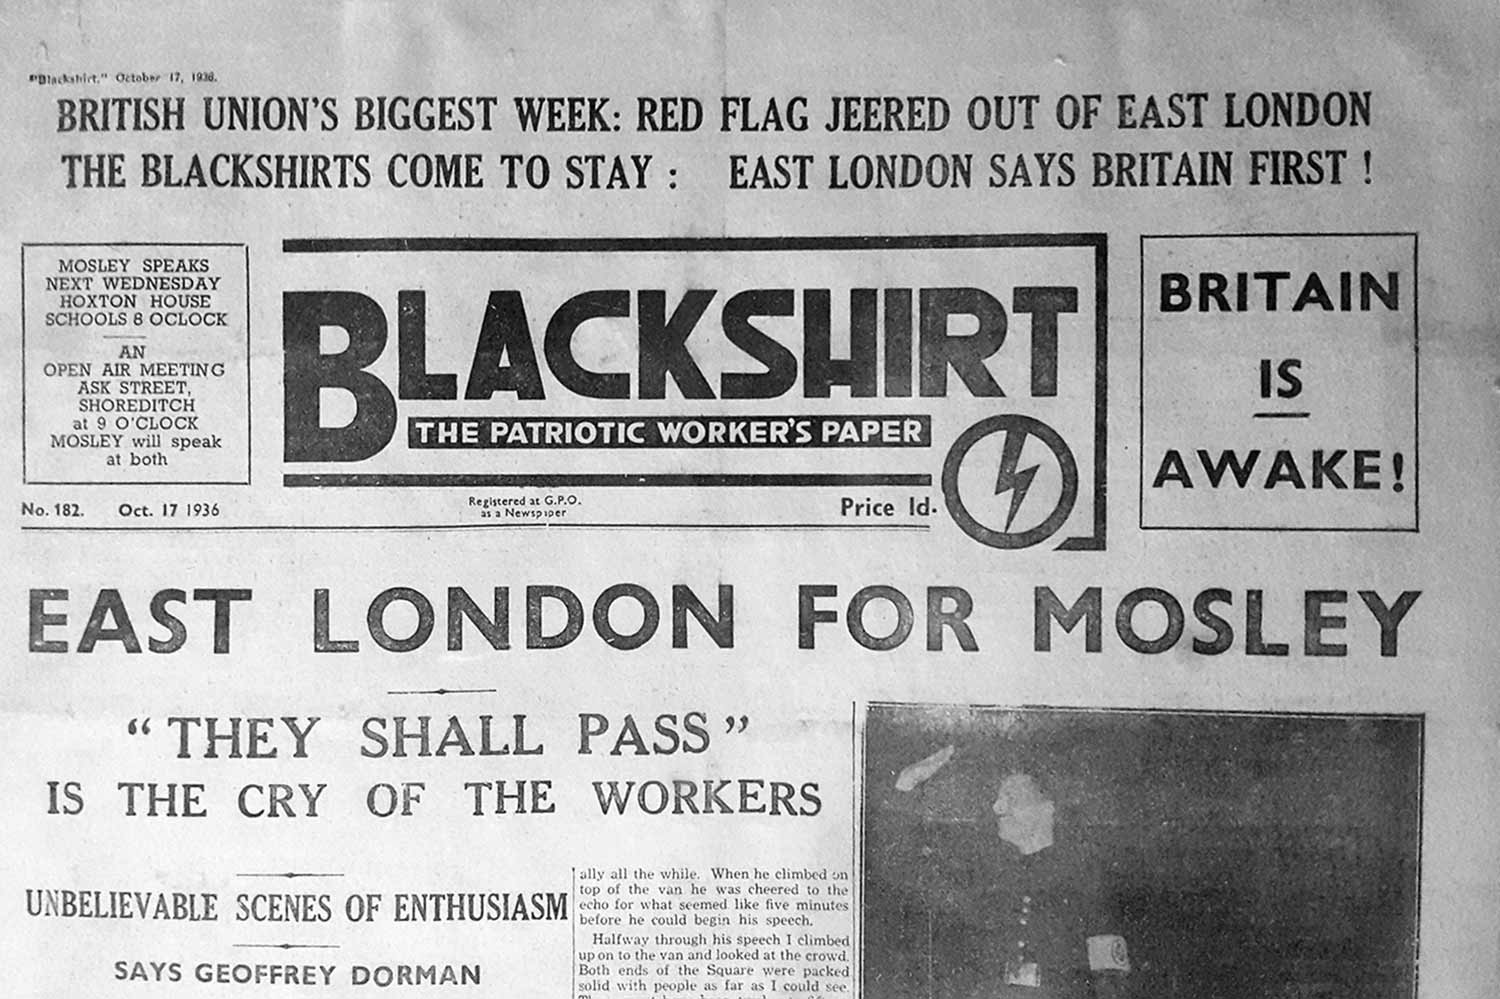 "Blackshirt," October 17, 1936.
BRITISH UNION'S BIGGEST WEEK: RED FLAG JEERED OUT OF EAST LONDON
THE BLACKSHIRTS COME TO STAY : EAST LONDON SAYS BRITAIN FIRST !
MOSLEY SPEAKS
NEXT WEDNESDAY
HOXTON HOUSE
SCHOOLS 8 OCLOCK
AN
OPEN AIR MEETING
ASK STREET,
SHOREDITCH
at 9 O'CLOCK
MOSLEY will speak
at both
BLACKSHIRT
THE PATRIOTIC WORKER'S PAPER
BRITAIN
IS
AWAKE!
No. 182. Oct. 17 1936
Registered at G.P.O.
as a Newspaper
Price 1d.
EAST LONDON FOR MOSLEY
"THEY SHALL PASS"
IS THE CRY OF THE WORKERS
UNBELIEVABLE SCENES OF ENTHUSIASM
SAYS GEOFFREY DORMAN
ally all the while. When he climbed on
top of the van he was cheered to the
echo for what seemed like five minutes
before he could begin his speech.
Halfway through his speech I climbed
up on to the van and looked at the crowd.
Both ends of the Square were packed
solid with people as far as I could see.